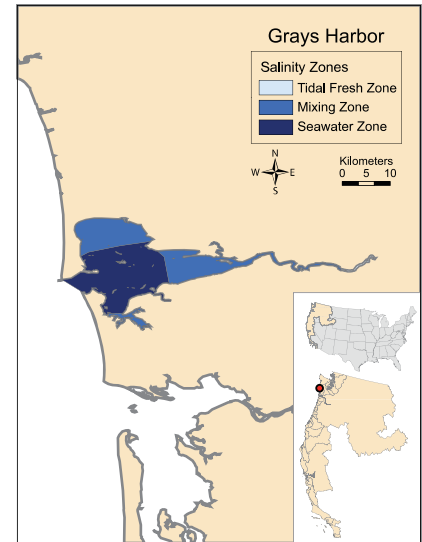 Grays Harbor
Salinity Zones
Tidal Fresh Zone
Mixing Zone
Seawater Zone
N
W E
S
Kilometers
0 5 10